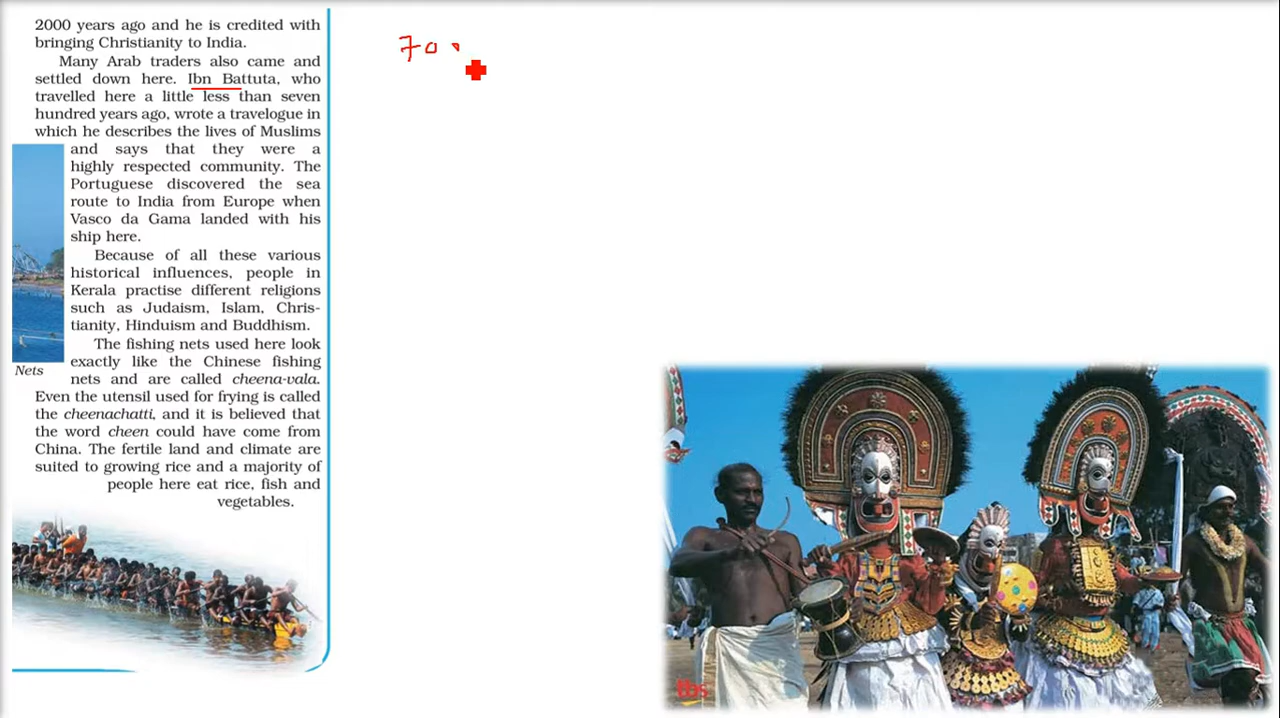 2000 years ago and he is credited with
bringing Christianity to India.
Many Arab traders also came and
settled down here. Ibn Battuta, who
travelled here a little less than seven
hundred years ago, wrote a travelogue in
which he describes the lives of Muslims
and says that they were a
highly respected community. The
Portuguese discovered the sea
route to India from Europe when
Vasco da Gama landed with his
ship here.
Because of all these various
historical influences, people in
Kerala practise different religions
such as Judaism, Islam, Chris-
tianity, Hinduism and Buddhism.
The fishing nets used here look
exactly like the Chinese fishing
Nets
nets and are called cheena-vala.
Even the utensil used for frying is called
the cheenachatti, and it is believed that
the word cheen could have come from
China. The fertile land and climate are
suited to growing rice and a majority of
people here eat rice, fish and
vegetables.
70
tbs